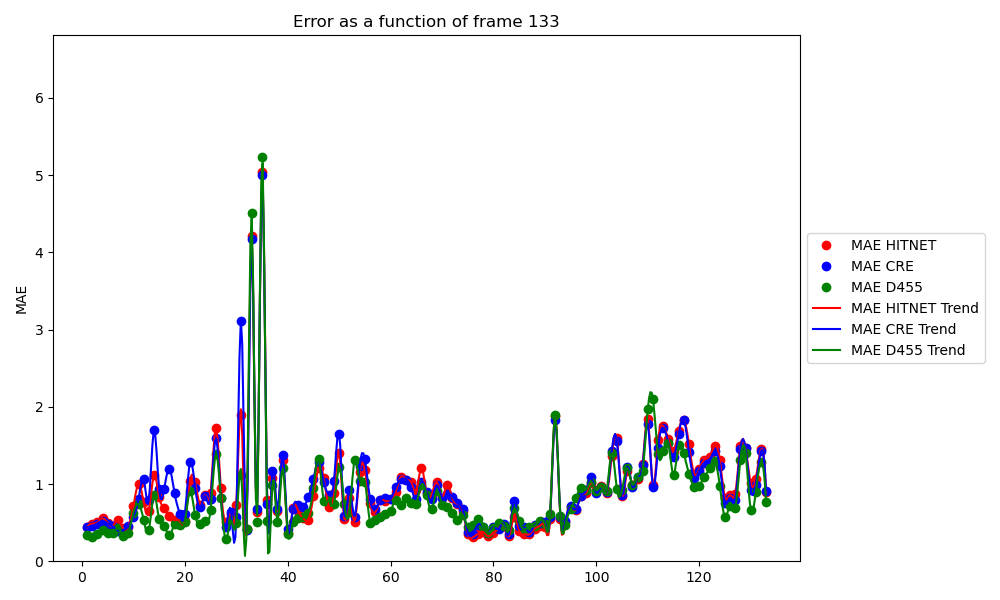 Error as a function of frame 133
MAE
6
5
4
3
2
1
0
0 20 40 60 80 100 120
MAE HITNET
MAE CRE
MAE D455
MAE HITNET Trend
MAE CRE Trend
MAE D455 Trend